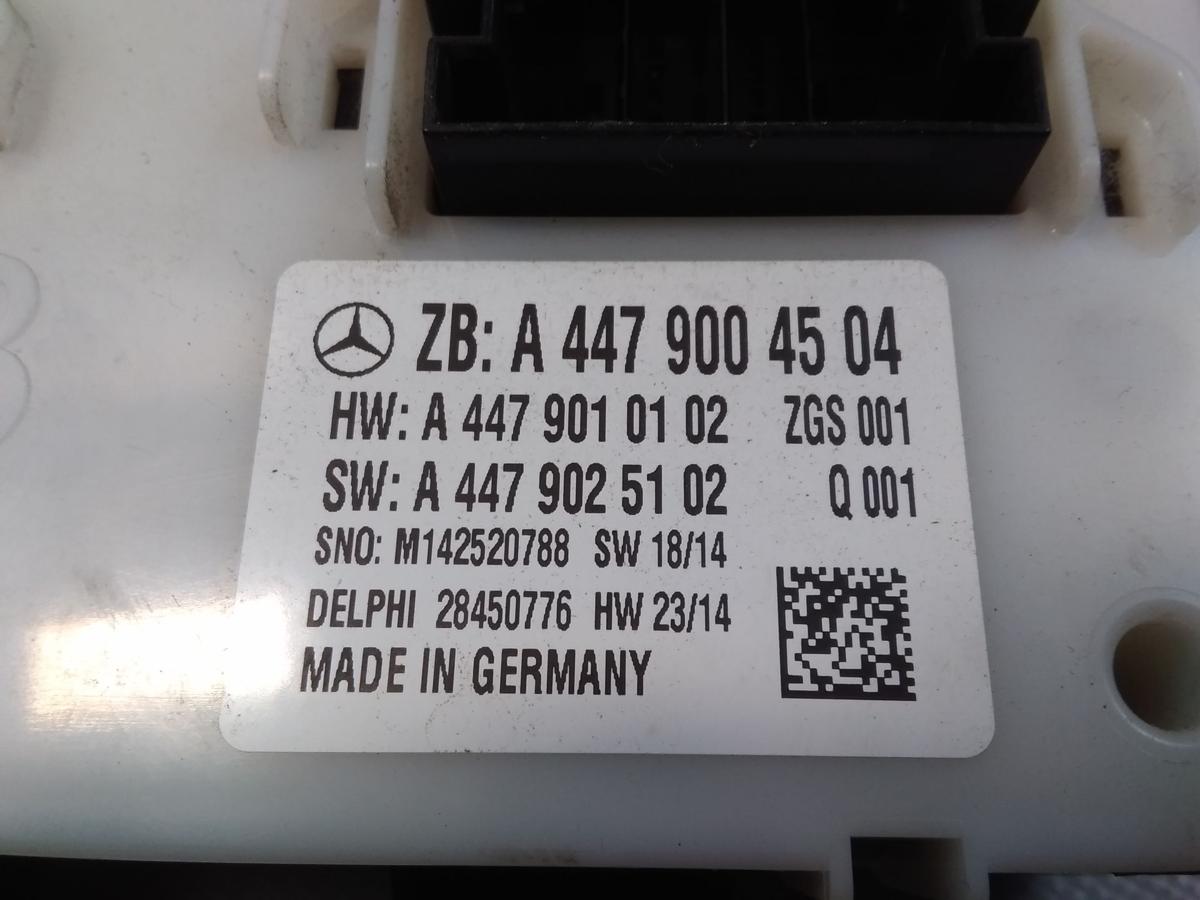 ZB: A 447 900 45 04
HW: A 447 901 01 02 ZGS 001
SW: A 447 902 51 02 Q 001
SNO: M142520788 SW 18/14
DELPHI 28450776 HW 23/14
MADE IN GERMANY